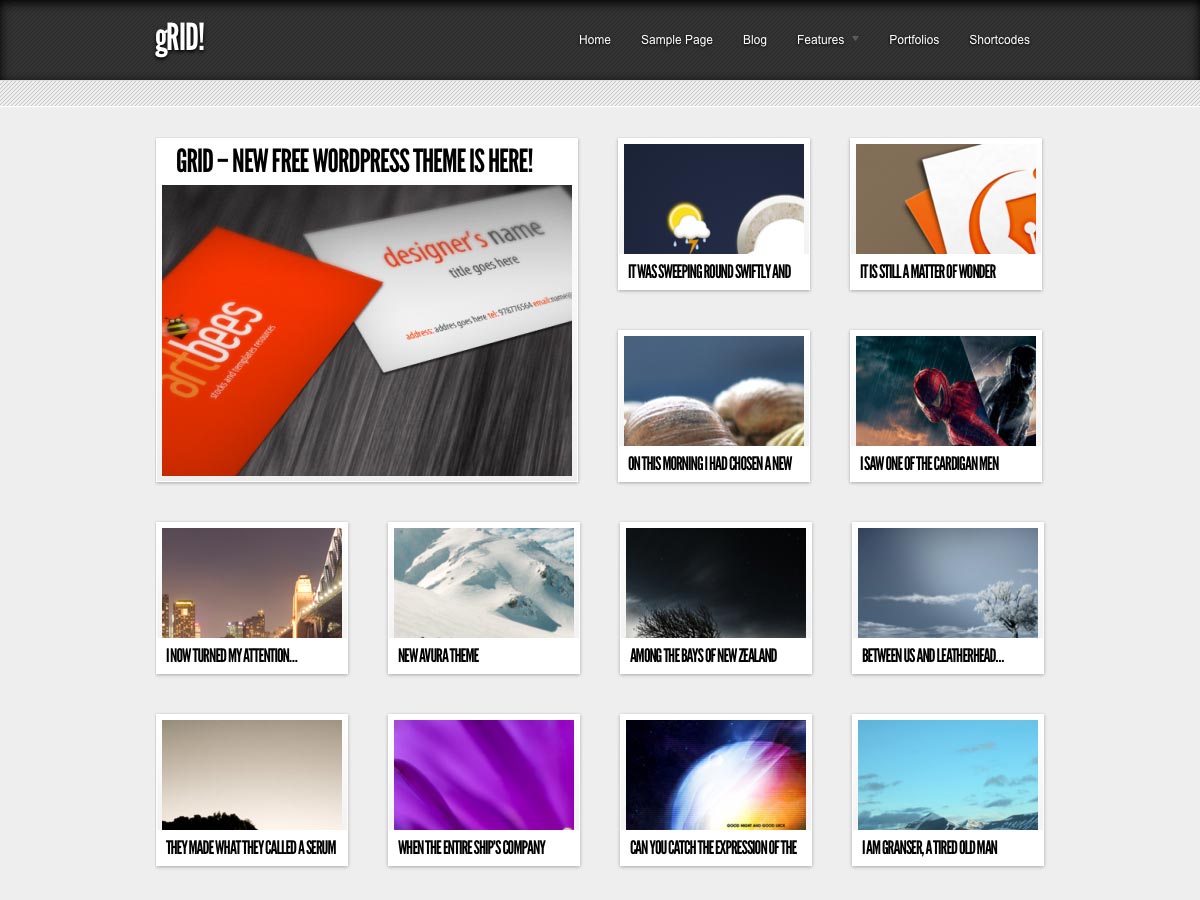 gRID!
Home
Sample Page
Blog
Features
Portfolios
Shortcodes
GRID – NEW FREE WORDPRESS THEME IS HERE!
artbees
stocks and templates resources
designer's name
title goes here
address: addres goes here tel: 978776564 email:name@
IT WAS SWEEPING ROUND SWIFTLY AND
IT IS STILL A MATTER OF WONDER
ON THIS MORNING I HAD CHOSEN A NEW
I SAW ONE OF THE CARDIGAN MEN
I NOW TURNED MY ATTENTION...
NEW AVURA THEME
AMONG THE BAYS OF NEW ZEALAND
BETWEEN US AND LEATHERHEAD...
THEY MADE WHAT THEY CALLED A SERUM
WHEN THE ENTIRE SHIP'S COMPANY
GOOD NIGHT AND GOOD LUCK
CAN YOU CATCH THE EXPRESSION OF THE
I AM GRANSER, A TIRED OLD MAN